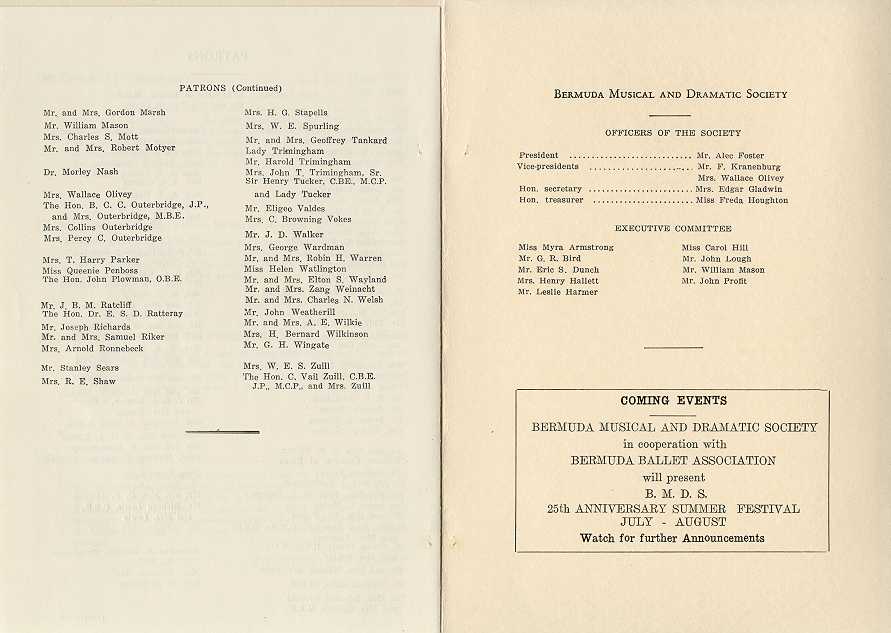 PATRONS (Continued)
Mr. and Mrs. Gordon Marsh
Mr. William Mason
Mrs. Charles S. Mott
Mr. and Mrs. Robert Motyer
Dr. Morley Nash
Mrs. Wallace Olivey
The Hon. B. C. C. Outerbridge, J.P.,
and Mrs. Outerbridge, M.B.E.
Mrs. Collins Outerbridge
Mrs. Percy C. Outerbridge
Mrs. T. Harry Parker
Miss Queenie Penboss
The Hon. John Plowman, O.B.E.
Mr. J. B. M. Ratcliff
The Hon. Dr. E. S. D. Ratteray
Mr. Joseph Richards
Mr. and Mrs. Samuel Riker
Mrs. Arnold Ronnebeck
Mr. Stanley Sears
Mrs. R. E. Shaw
Mrs. H. G. Stapells
Mrs. W. E. Spurling
Mr. and Mrs. Geoffrey Tankard
Lady Trimingham
Mr. Harold Trimingham
Mrs. John T. Trimingham, Sr.
Sir Henry Tucker, C.BE., M.C.P.
and Lady Tucker
Mr. Eligeo Valdes
Mrs. C. Browning Vokes
Mr. J. D. Walker
Mrs. George Wardman
Mr. and Mrs. Robin H. Warren
Miss Helen Watlington
Mr. and Mrs. Elton S. Wayland
Mr. and Mrs. Zang Weinacht
Mr. and Mrs. Charles N. Welsh
Mr. John Weatherill
Mr. and Mrs. A. E. Wilkie
Mrs. H. Bernard Wilkinson
Mr. G. H. Wingate
Mrs. W. E. S. Zuill
The Hon. C. Vail Zuill, C.B.E.
J.P., M.C.P., and Mrs. Zuill
BERMUDA MUSICAL AND DRAMATIC SOCIETY
OFFICERS OF THE SOCIETY
President .......................... Mr. Alec Foster
Vice-presidents ...................... Mr. F. Kranenburg
Mrs. Wallace Olivey
Hon. secretary ...................... Mrs. Edgar Gladwin
Hon. treasurer ..................... Miss Freda Houghton
EXECUTIVE COMMITTEE
Miss Myra Armstrong
Mr. G. R. Bird
Mr. Eric S. Dunch
Mrs. Henry Hallett
Mr. Leslie Harmer
Miss Carol Hill
Mr. John Lough
Mr. William Mason
Mr. John Profit
COMING EVENTS
BERMUDA MUSICAL AND DRAMATIC SOCIETY
in cooperation with
BERMUDA BALLET ASSOCIATION
will present
B. M. D. S.
25th ANNIVERSARY SUMMER FESTIVAL
JULY - AUGUST
Watch for further Announcements